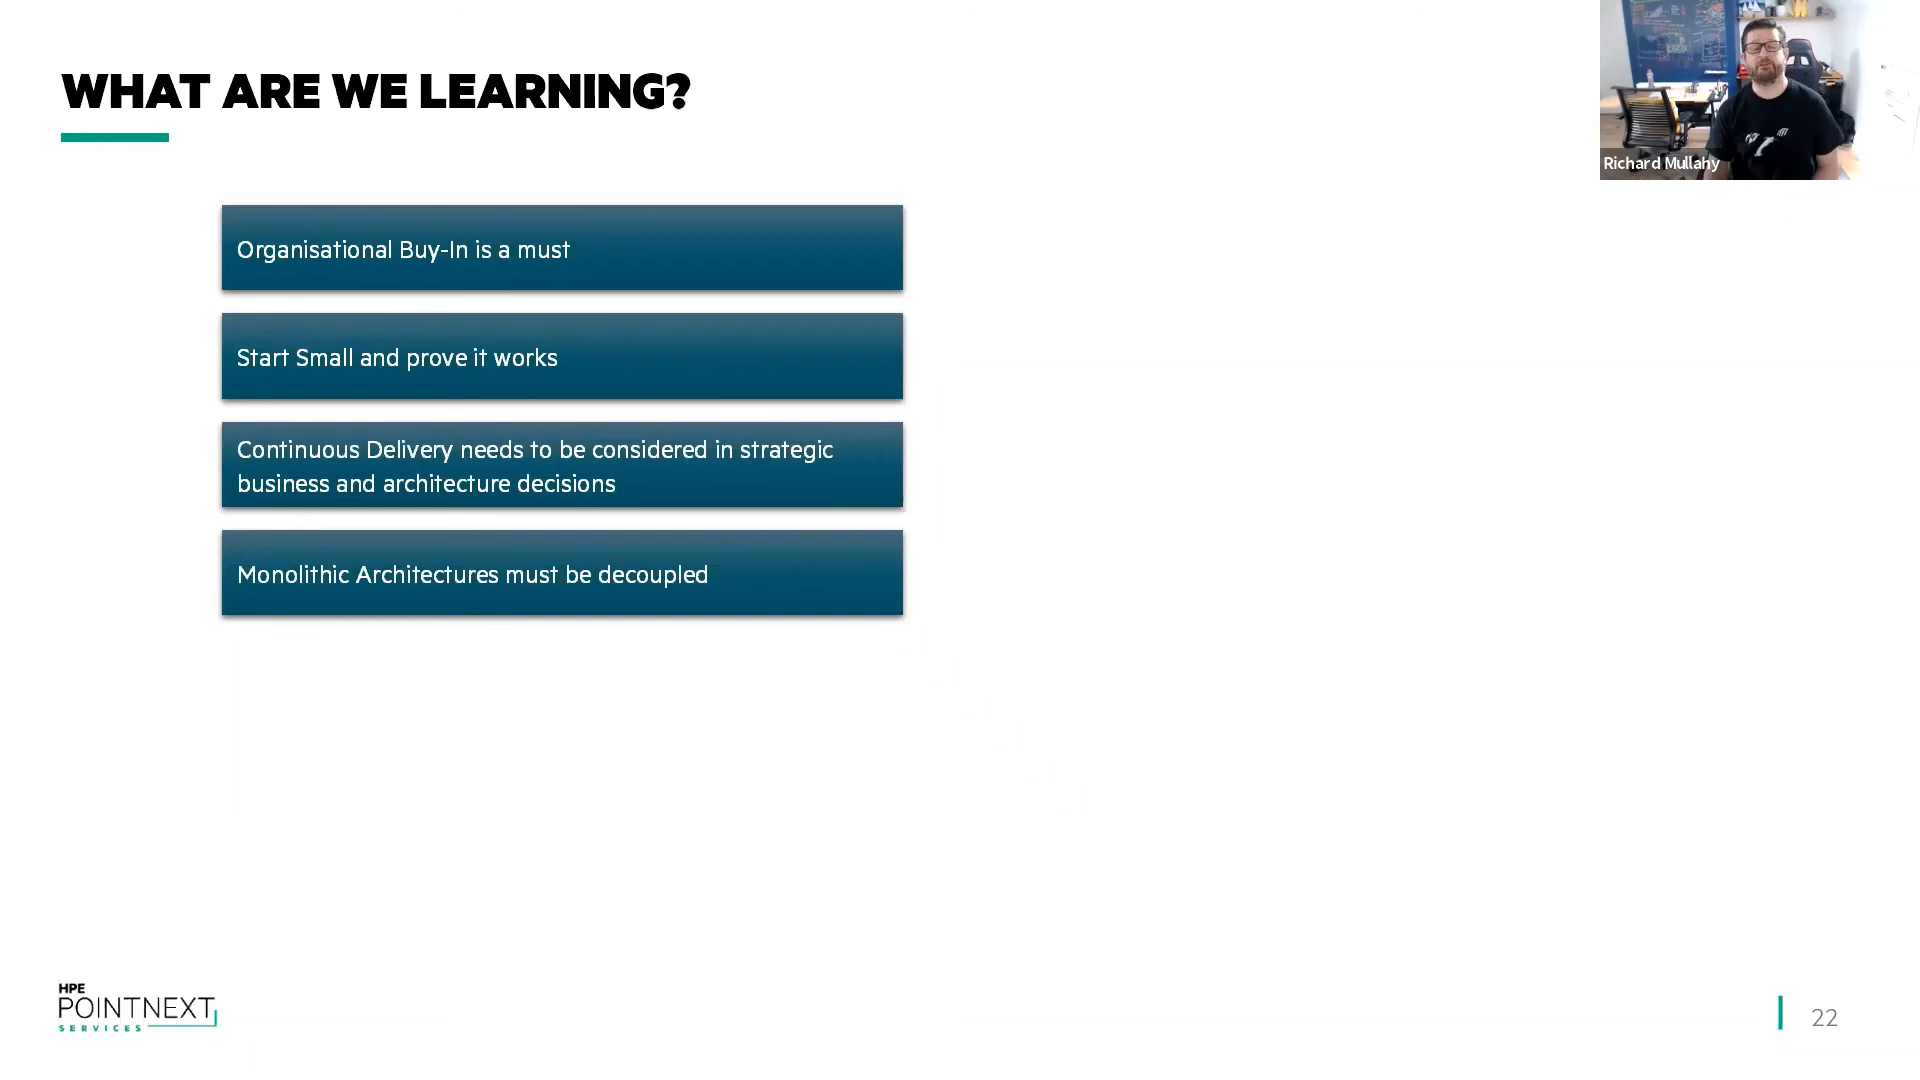 WHAT ARE WE LEARNING?
Richard Mullahy
Organisational Buy-In is a must
Start Small and prove it works
Continuous Delivery needs to be considered in strategic
business and architecture decisions
Monolithic Architectures must be decoupled
HPE
POINTNEXT
SERVICES
22